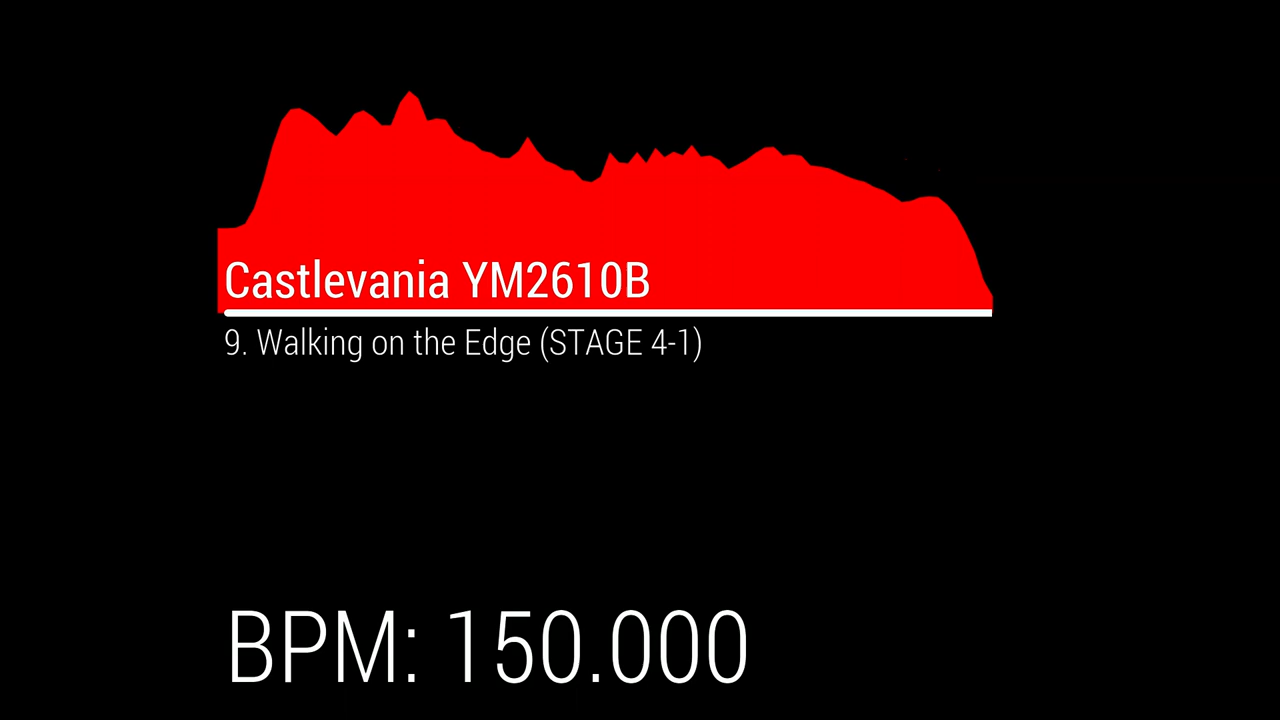 Castlevania YM2610B
9. Walking on the Edge (STAGE 4-1)
BPM: 150.000